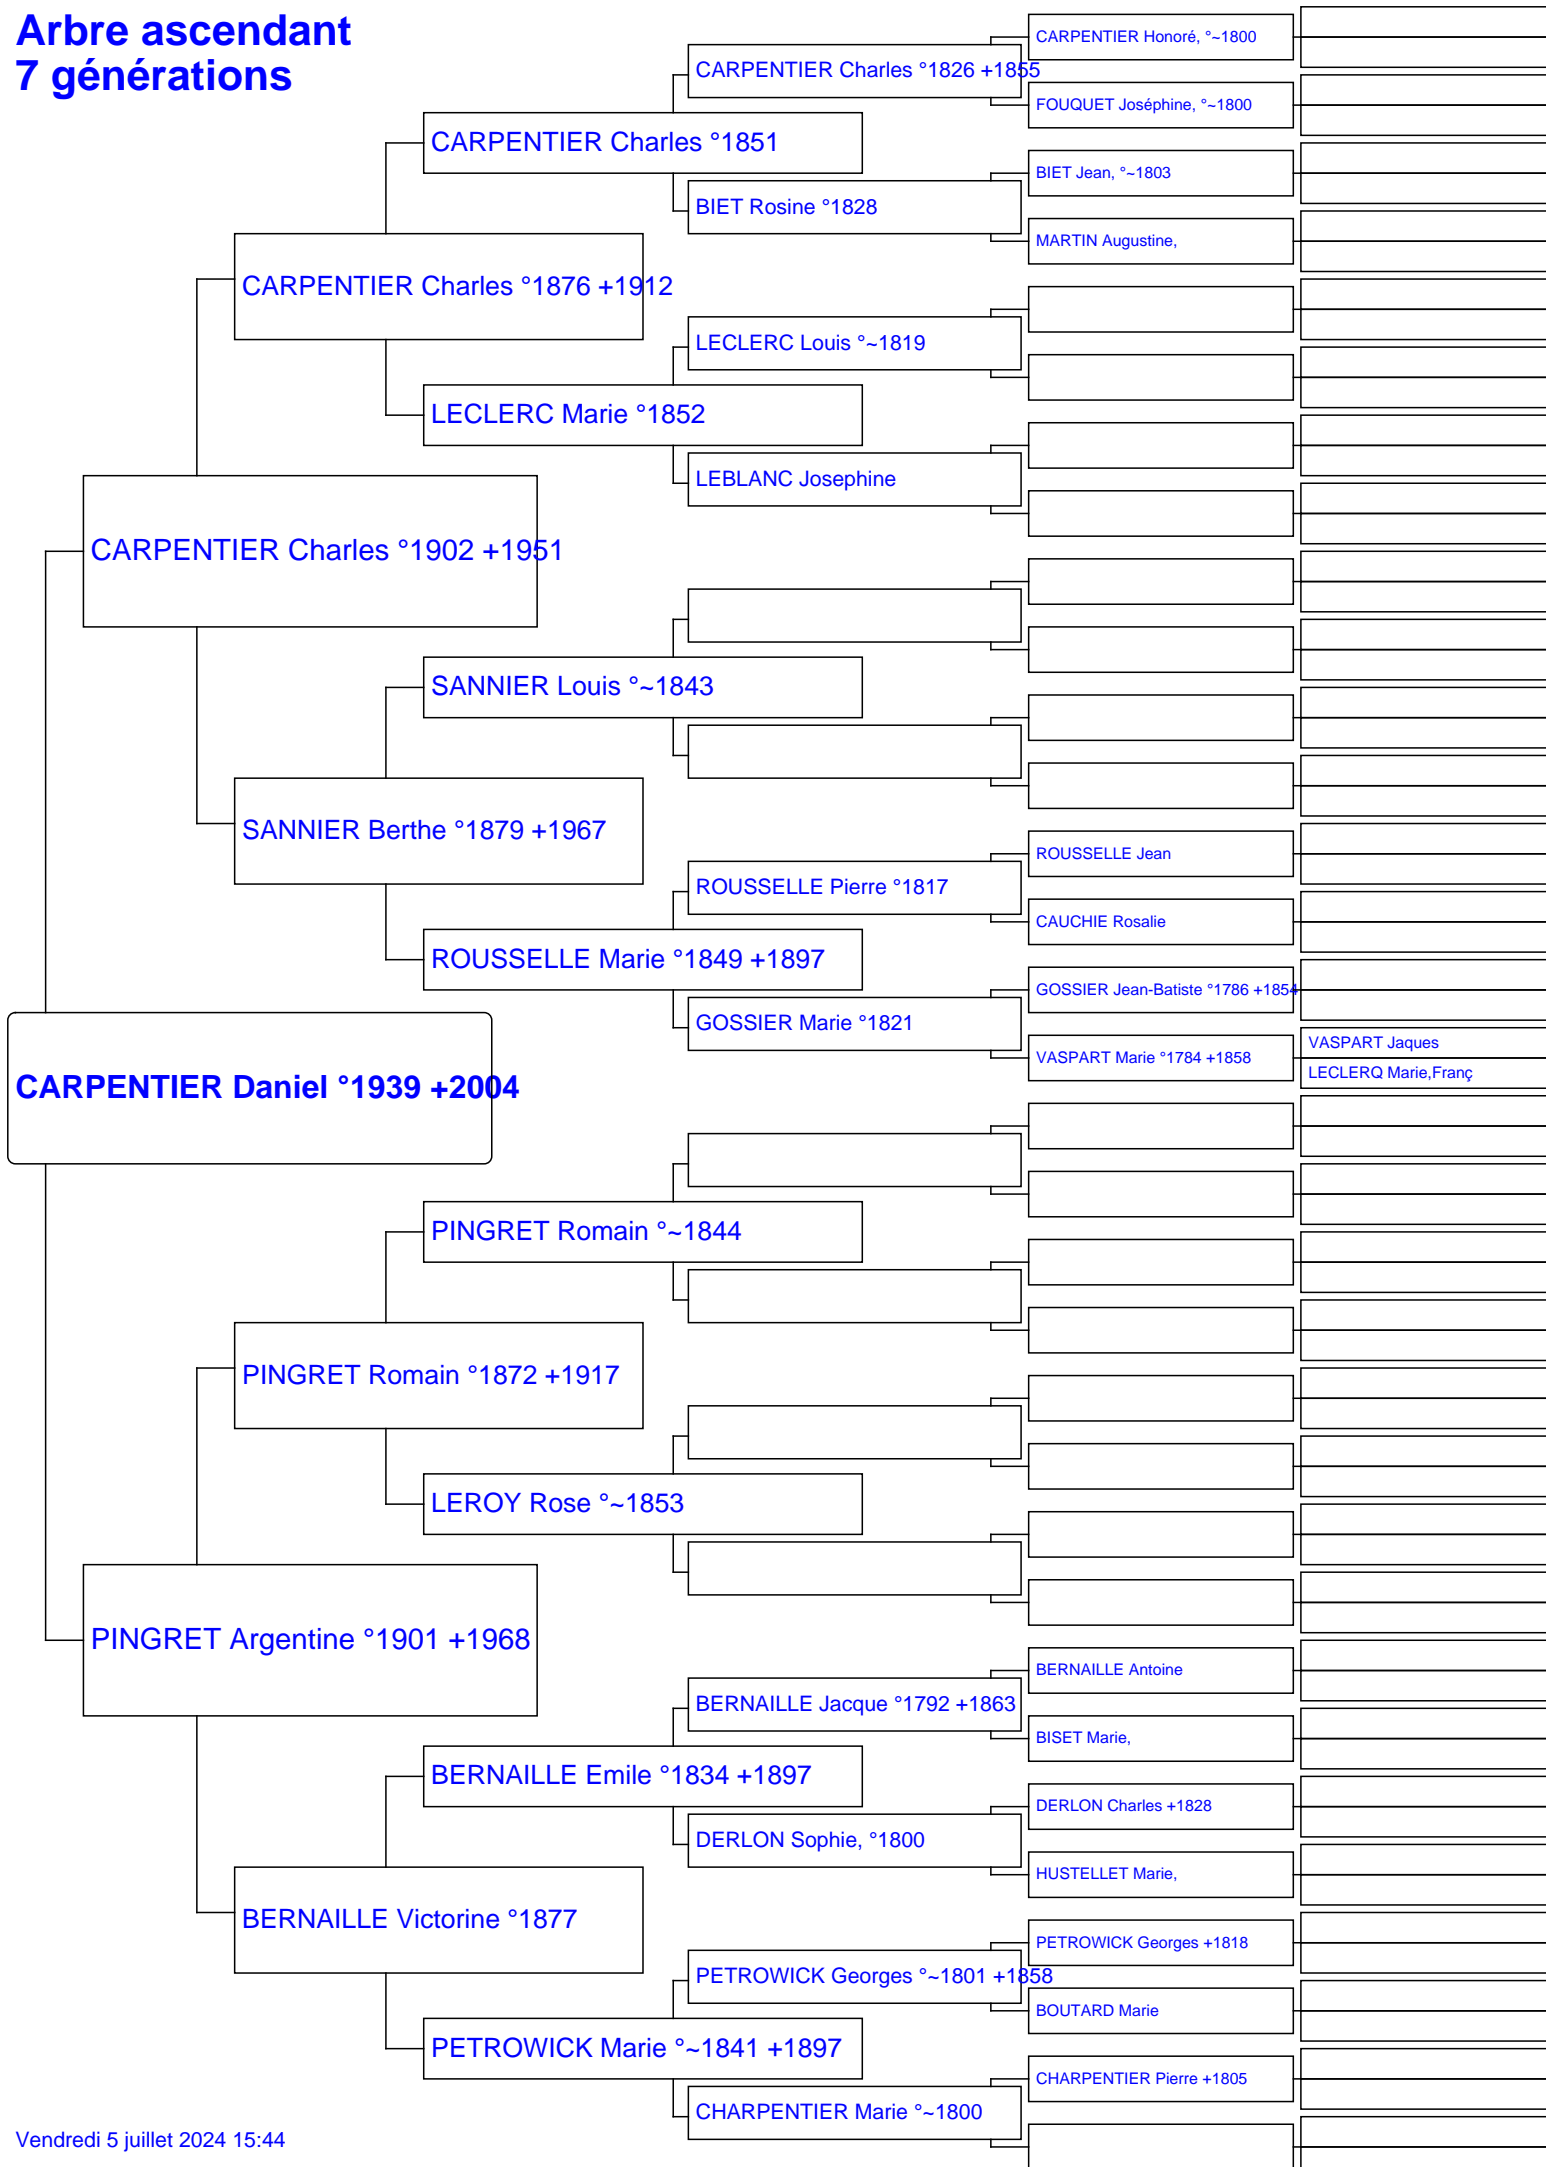 Arbre ascendant
7 générations
CARPENTIER Honoré, °~1800
CARPENTIER Charles °1826 +1855
FOUQUET Joséphine, °~1800
CARPENTIER Charles °1851
BIET Jean, °~1803
BIET Rosine °1828
MARTIN Augustine,
CARPENTIER Charles °1876 +1912
LECLERC Louis °~1819
LECLERC Marie °1852
LEBLANC Josephine
CARPENTIER Charles °1902 +1951
SANNIER Louis °~1843
SANNIER Berthe °1879 +1967
ROUSSELLE Jean
ROUSSELLE Pierre °1817
CAUCHIE Rosalie
ROUSSELLE Marie °1849 +1897
GOSSIER Jean-Batiste °1786 +1854
GOSSIER Marie °1821
VASPART Jaques
VASPART Marie °1784 +1858
LECLERQ Marie,Franç
CARPENTIER Daniel °1939 +2004
PINGRET Romain °~1844
PINGRET Romain °1872 +1917
LEROY Rose °~1853
PINGRET Argentine °1901 +1968
BERNAILLE Antoine
BERNAILLE Jacque °1792 +1863
BISET Marie,
BERNAILLE Emile °1834 +1897
DERLON Charles +1828
DERLON Sophie, °1800
HUSTELLET Marie,
BERNAILLE Victorine °1877
PETROWICK Georges +1818
PETROWICK Georges °~1801 +1858
BOUTARD Marie
PETROWICK Marie °~1841 +1897
CHARPENTIER Pierre +1805
CHARPENTIER Marie °~1800
Vendredi 5 juillet 2024 15:44